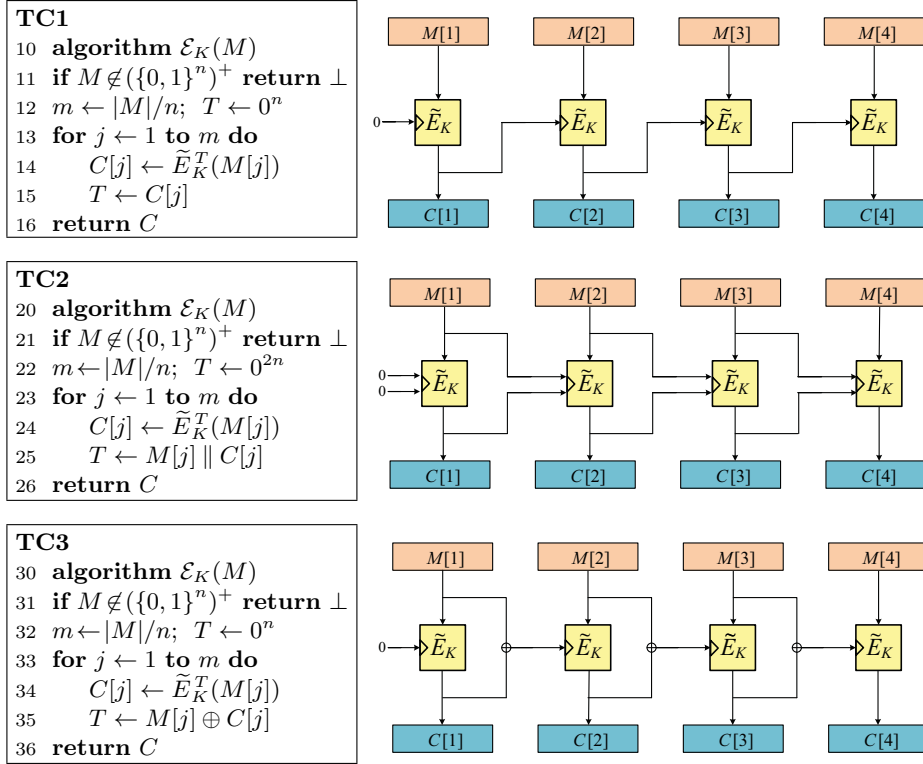 TC1
10 algorithm ℰ_K(M)
11 if M ∉ ({0, 1}^n)^+ return ⊥
12 m ← |M|/n; T ← 0^n
13 for j ← 1 to m do
14 C[j] ← Ẽ_K^T(M[j])
15 T ← C[j]
16 return C
M[1] M[2] M[3] M[4]
0 Ẽ_K Ẽ_K Ẽ_K Ẽ_K
C[1] C[2] C[3] C[4]
TC2
20 algorithm ℰ_K(M)
21 if M ∉ ({0, 1}^n)^+ return ⊥
22 m ← |M|/n; T ← 0^{2n}
23 for j ← 1 to m do
24 C[j] ← Ẽ_K^T(M[j])
25 T ← M[j] ∥ C[j]
26 return C
M[1] M[2] M[3] M[4]
0
0 Ẽ_K Ẽ_K Ẽ_K Ẽ_K
C[1] C[2] C[3] C[4]
TC3
30 algorithm ℰ_K(M)
31 if M ∉ ({0, 1}^n)^+ return ⊥
32 m ← |M|/n; T ← 0^n
33 for j ← 1 to m do
34 C[j] ← Ẽ_K^T(M[j])
35 T ← M[j] ⊕ C[j]
36 return C
M[1] M[2] M[3] M[4]
0 Ẽ_K Ẽ_K Ẽ_K Ẽ_K
C[1] C[2] C[3] C[4]